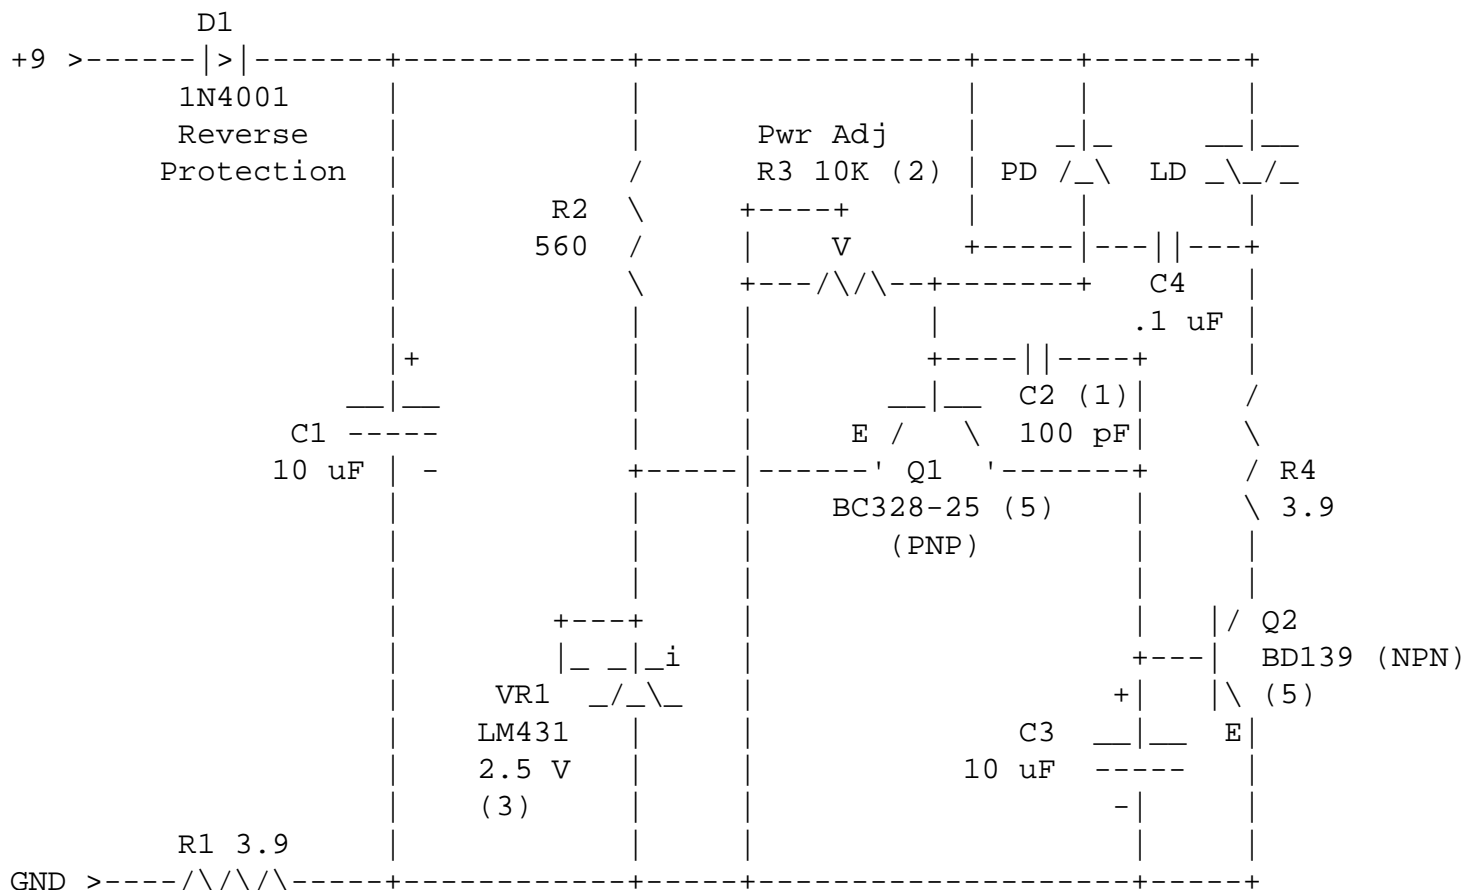 D1
+9
1N4001
Reverse
Protection
Pwr Adj
R3 10K (2)
PD
LD
R2
560
V
C4
.1 uF
+
C2 (1)
100 pF
C1
10 uF
-
E
Q1
BC328-25 (5)
(PNP)
R4
3.9
Q2
BD139 (NPN)
(5)
+
E
i
VR1
LM431
2.5 V
(3)
C3
10 uF
-
R1 3.9
GND